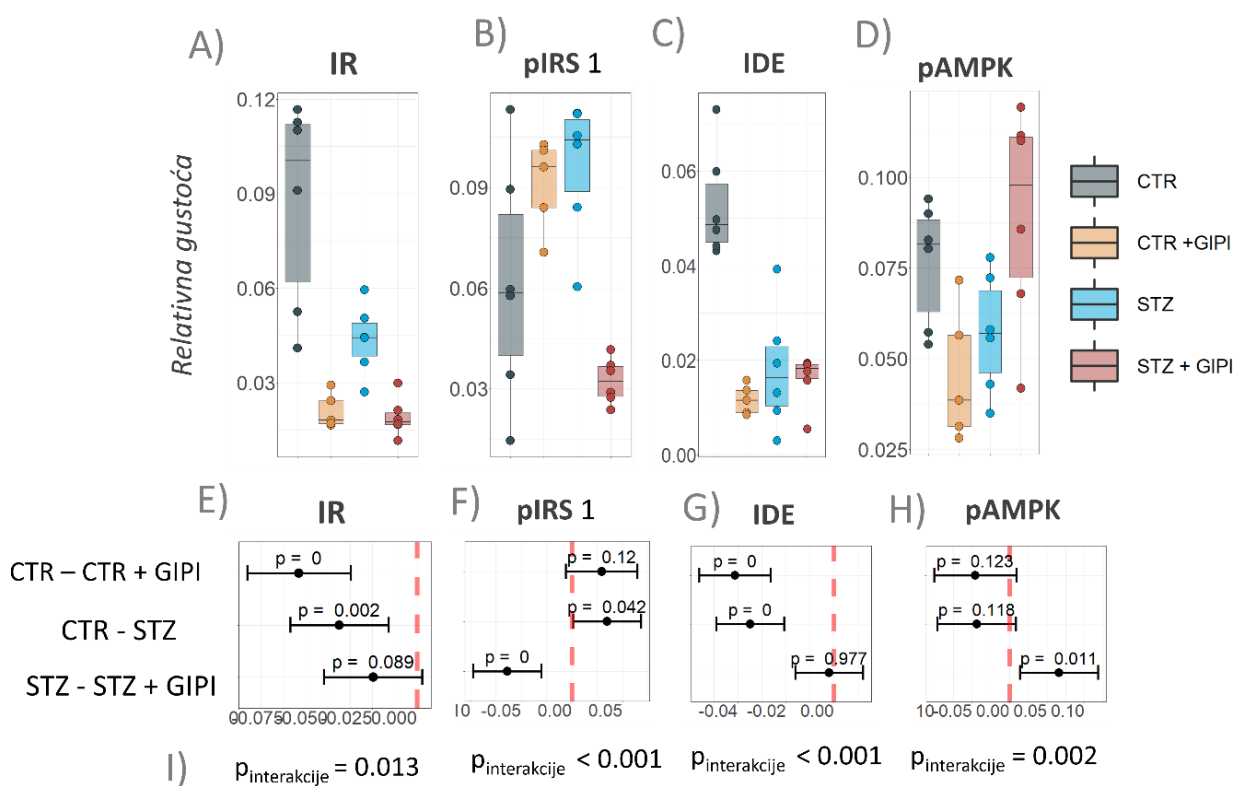 A)
B)
C)
D)
IR
pIRS 1
IDE
pAMPK
Relativna gustoća
0.12
0.06
0.03
0.09
0.06
0.03
0.06
0.04
0.02
0.00
0.100
0.075
0.050
0.025
CTR
CTR +GIPI
STZ
STZ + GIPI
E)
F)
G)
H)
IR
pIRS 1
IDE
pAMPK
CTR – CTR + GIPI
CTR - STZ
STZ - STZ + GIPI
p = 0
p = 0.002
p = 0.089
p = 0.12
p = 0.042
p = 0
p = 0
p = 0
p = 0.977
p = 0.123
p = 0.118
p = 0.011
0.000
10
-0.05
0.00
0.05
-0.04
-0.02
0.00
10
-0.05
0.00
0.05
0.10
I)
pinterakcije = 0.013
pinterakcije < 0.001
pinterakcije < 0.001
pinterakcije = 0.002